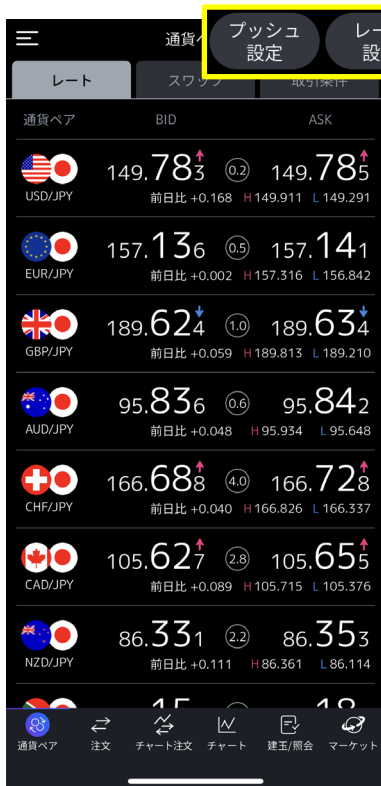 通貨ペ
プッシュ
設定
レー
設
レート
スワップ
取引条件
通貨ペア BID ASK
149.783 0.2 149.785
USD/JPY 前日比 +0.168 H 149.911 L 149.291
157.136 0.5 157.141
EUR/JPY 前日比 +0.002 H 157.316 L 156.842
189.624 1.0 189.634
GBP/JPY 前日比 +0.059 H 189.813 L 189.210
95.836 0.6 95.842
AUD/JPY 前日比 +0.048 H 95.934 L 95.648
166.688 4.0 166.728
CHF/JPY 前日比 +0.040 H 166.826 L 166.337
105.627 2.8 105.655
CAD/JPY 前日比 +0.089 H 105.715 L 105.376
86.331 2.2 86.353
NZD/JPY 前日比 +0.111 H 86.361 L 86.114
通貨ペア 注文 チャート注文 チャート 建玉/照会 マーケット